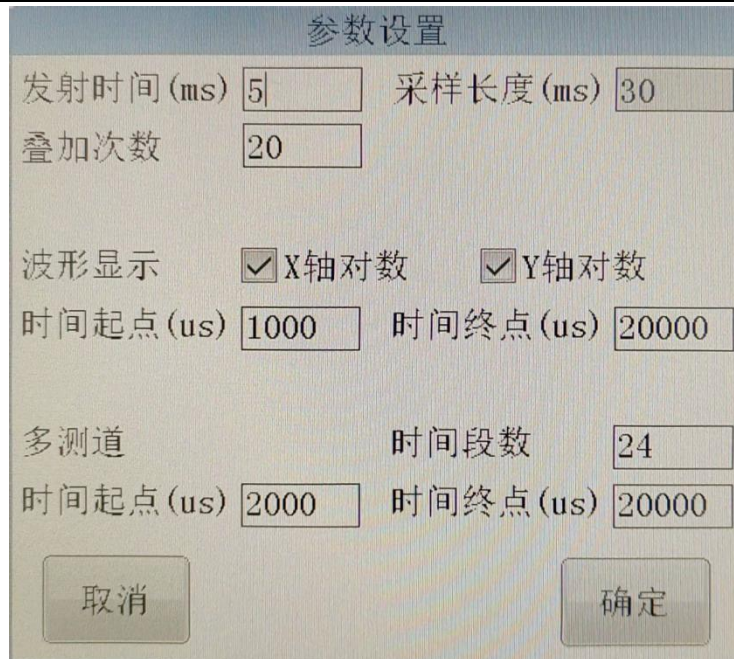 参数设置
发射时间(ms) 5 采样长度(ms) 30
叠加次数 20
波形显示 X轴对数 Y轴对数
时间起点(us) 1000 时间终点(us) 20000
多测道 时间段数 24
时间起点(us) 2000 时间终点(us) 20000
取消 确定